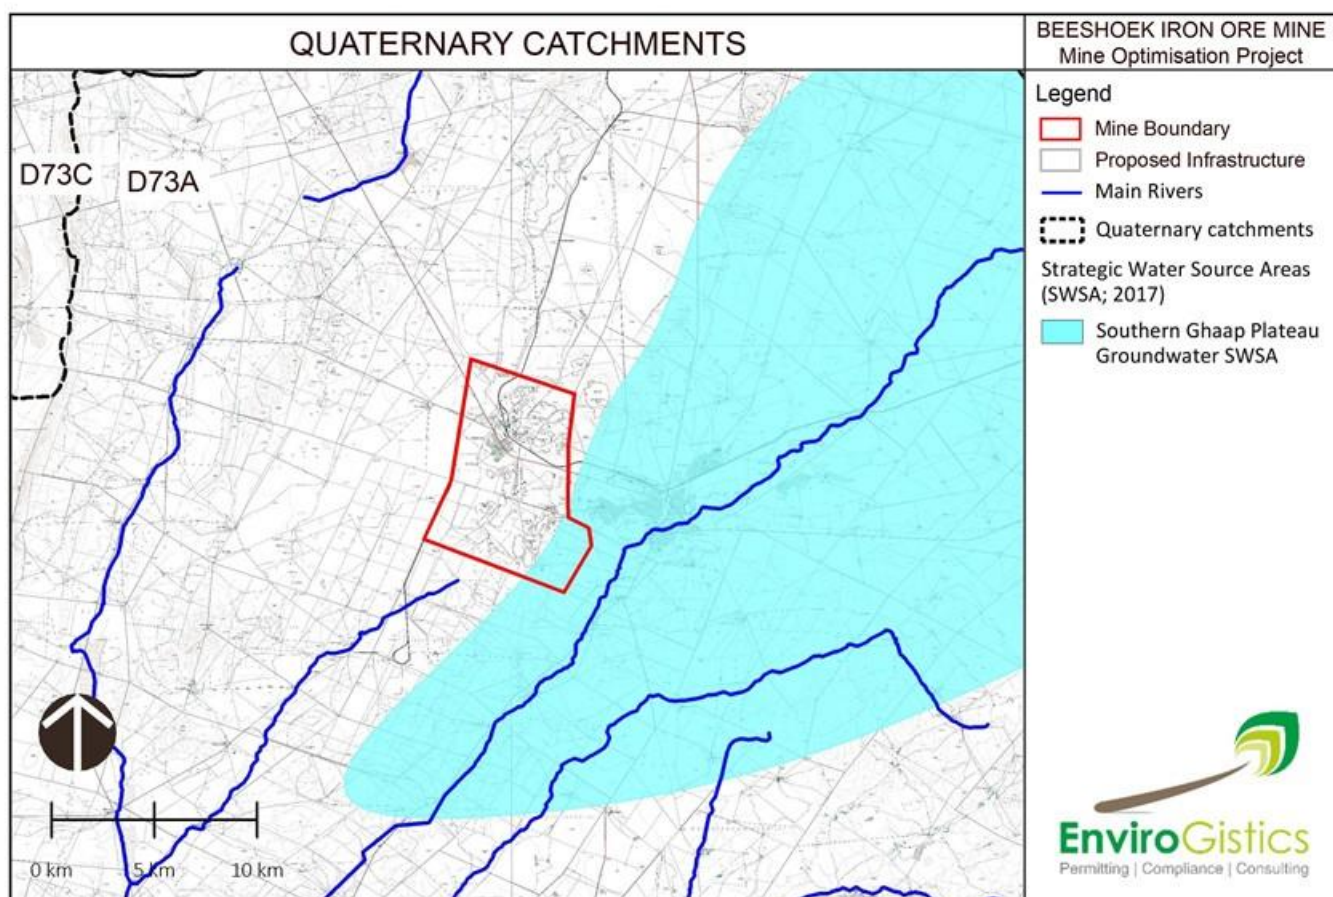 QUATERNARY CATCHMENTS
BEESHOEK IRON ORE MINE
Mine Optimisation Project
D73C
D73A
0 km
5 km
10 km
Legend
Mine Boundary
Proposed Infrastructure
Main Rivers
Quaternary catchments
Strategic Water Source Areas
(SWSA; 2017)
Southern Ghaap Plateau
Groundwater SWSA
EnviroGistics
Permitting | Compliance | Consulting